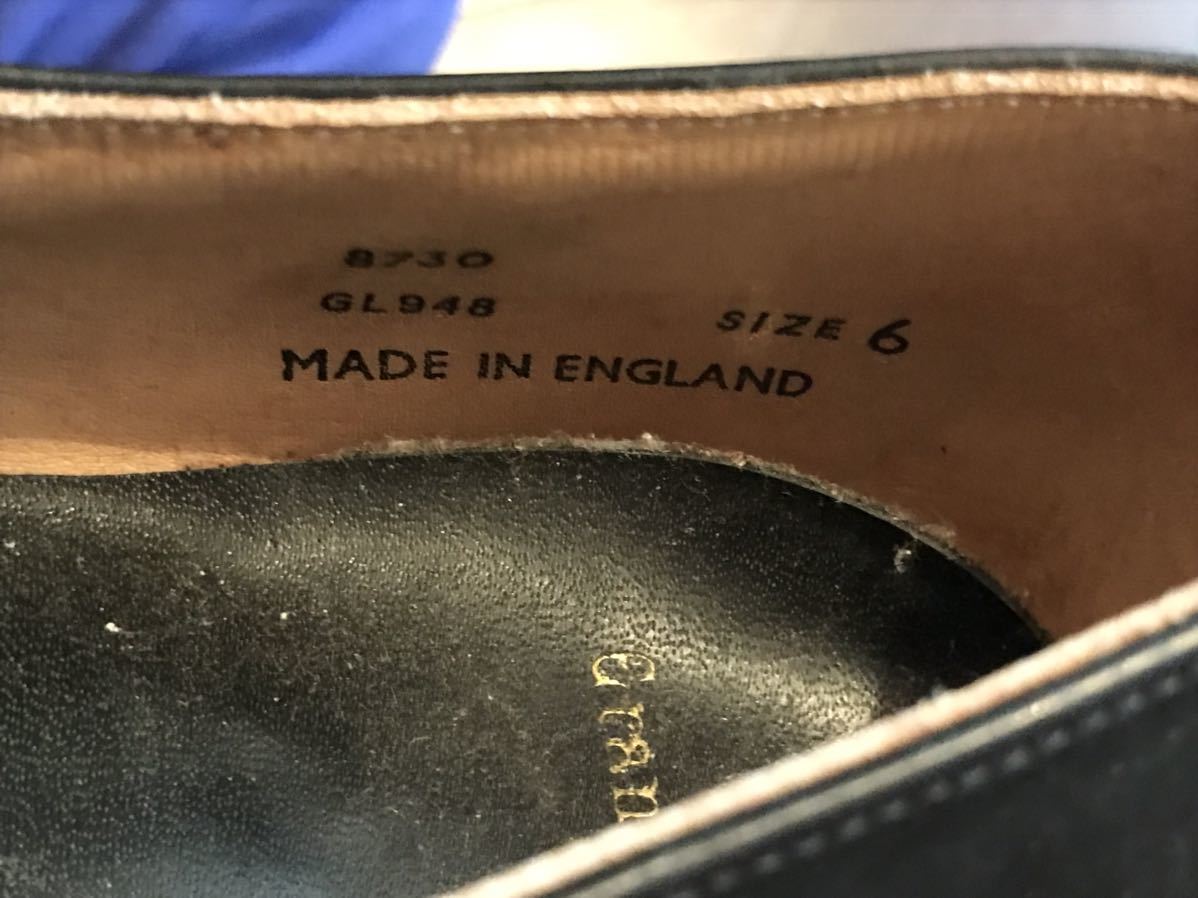 8730
GL948
SIZE 6
MADE IN ENGLAND